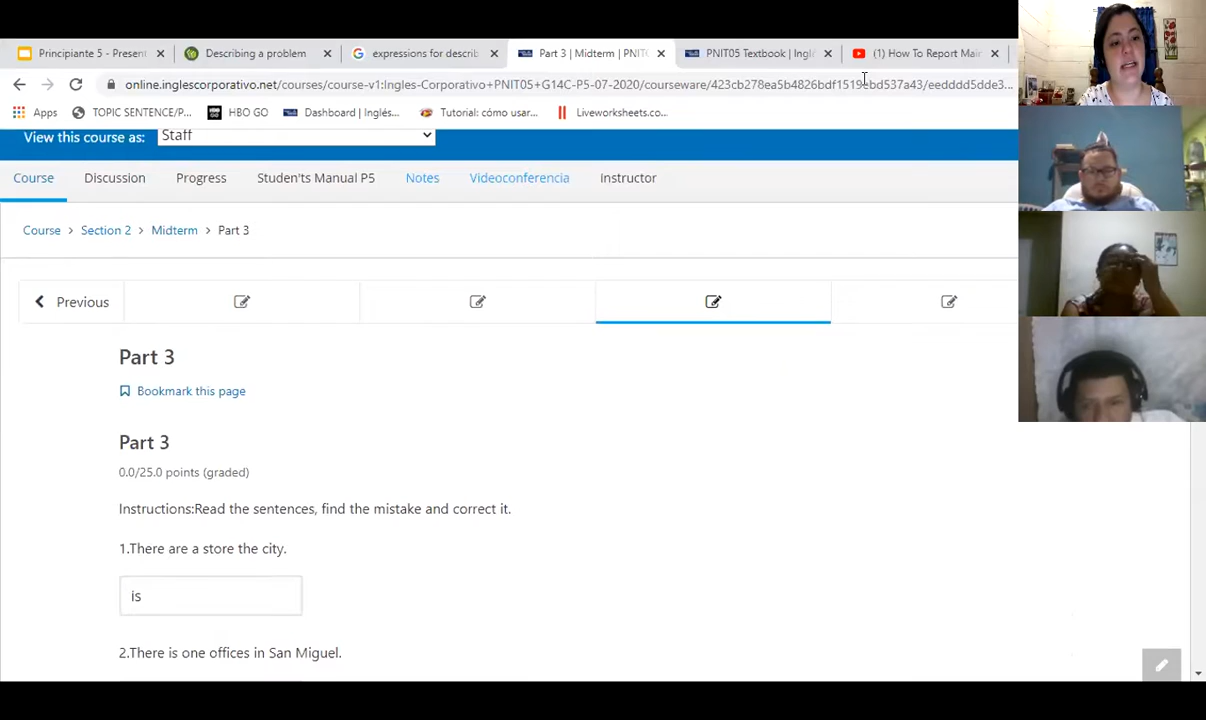 Principiante 5 - Present
Describing a problem
expressions for describ
Part 3 | Midterm | PNIT
PNIT05 Textbook | Ingl
(1) How To Report Mai
online.inglescorporativo.net/courses/course-v1:Ingles-Corporativo+PNIT05+G14C-P5-07-2020/courseware/423cb278ea5b4826bdf1519ebd537a43/eedddd5dde3...
Apps
TOPIC SENTENCE/P...
HBO GO
Dashboard | Inglés...
Tutorial: cómo usar...
Liveworksheets.co...
View this course as:
Staff
Course
Discussion
Progress
Studen'ts Manual P5
Notes
Videoconferencia
Instructor
Course > Section 2 > Midterm > Part 3
Previous
Part 3
Bookmark this page
Part 3
0.0/25.0 points (graded)
Instructions:Read the sentences, find the mistake and correct it.
1.There are a store the city.
is
2.There is one offices in San Miguel.